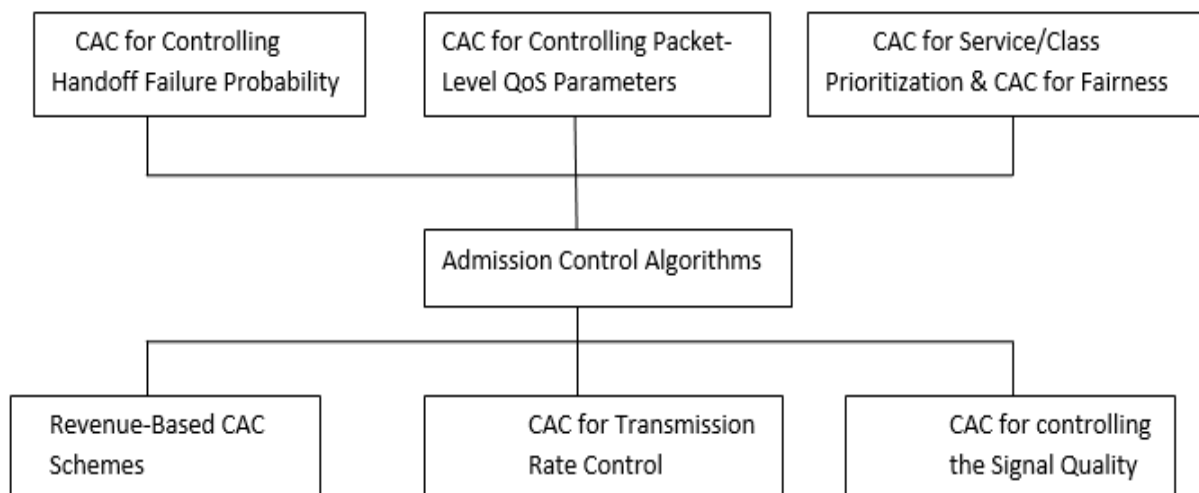 CAC for Controlling
Handoff Failure Probability
CAC for Controlling Packet-
Level QoS Parameters
CAC for Service/Class
Prioritization & CAC for Fairness
Admission Control Algorithms
Revenue-Based CAC
Schemes
CAC for Transmission
Rate Control
CAC for controlling
the Signal Quality